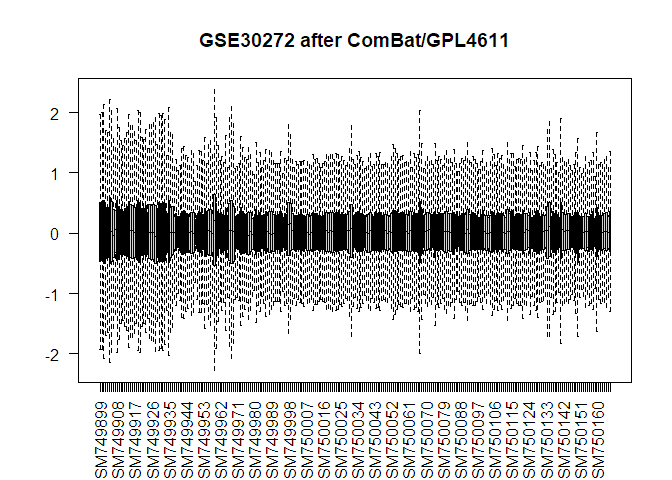 GSE30272 after ComBat/GPL4611
2
1
0
-1
-2
SM749899
SM749908
SM749917
SM749926
SM749935
SM749944
SM749953
SM749962
SM749971
SM749980
SM749989
SM749998
SM750007
SM750016
SM750025
SM750034
SM750043
SM750052
SM750061
SM750070
SM750079
SM750088
SM750097
SM750106
SM750115
SM750124
SM750133
SM750142
SM750151
SM750160